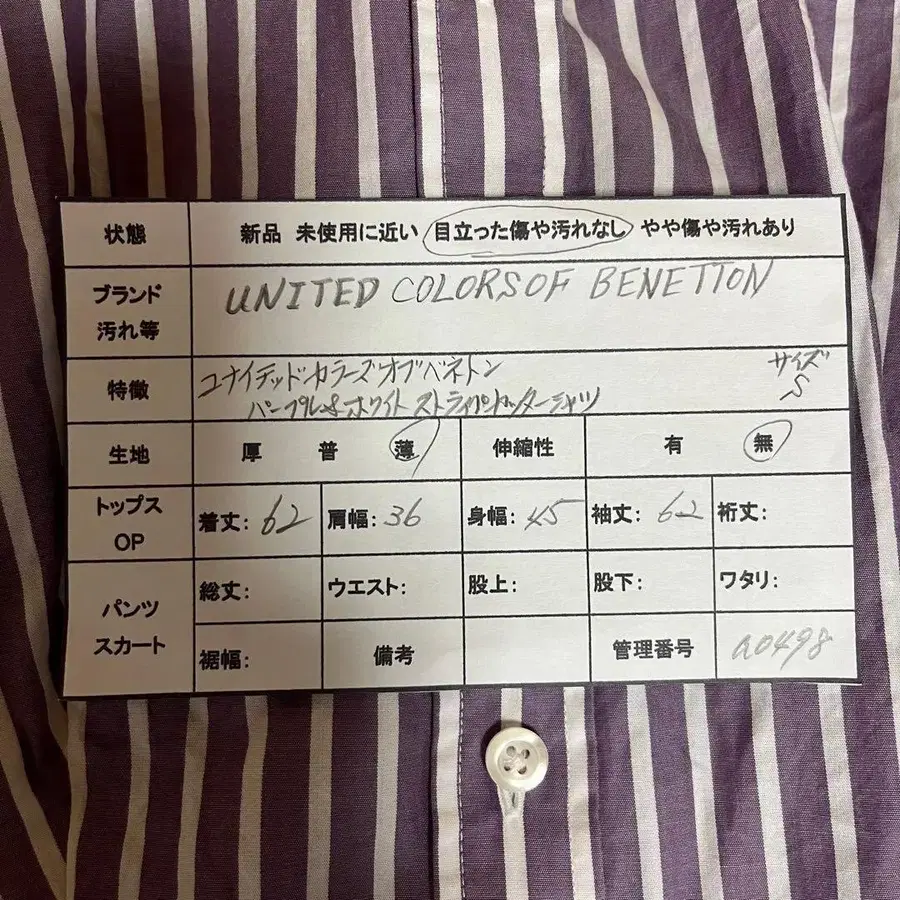 状態 新品 未使用に近い 目立った傷や汚れなし やや傷や汚れあり
ブランド
汚れ等
UNITED COLORS OF BENETTON
特徴
ユナイテッドカラーズオブベネトン
パープル&ホワイト ストライプ シャツ
サイズ
S
生地 厚 普 薄 伸縮性 有 無
トップス
OP
着丈: 62 肩幅: 36 身幅: 45 袖丈: 62 裄丈:
パンツ
スカート
総丈: ウエスト: 股上: 股下: ワタリ:
裾幅: 備考 管理番号 a0498